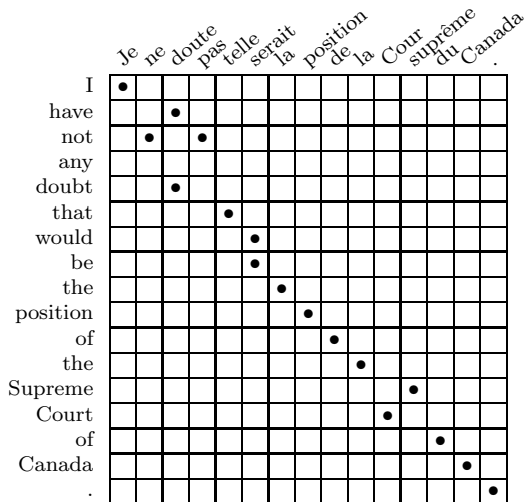 Je ne doute pas telle serait la position de la Cour suprême du Canada .
I
have
not
any
doubt
that
would
be
the
position
of
the
Supreme
Court
of
Canada
.